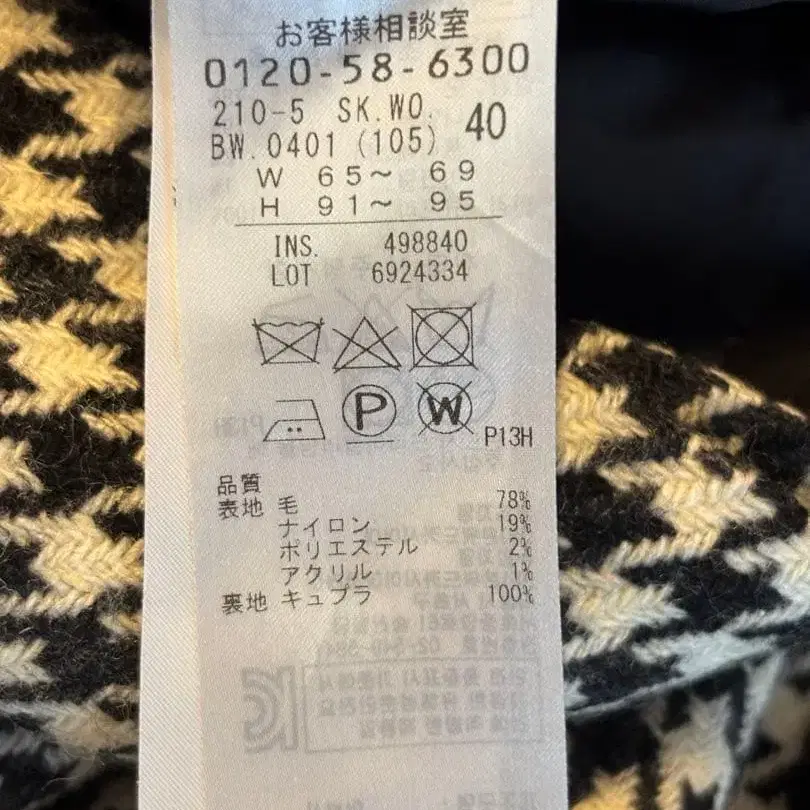 お客様相談室
0120-58-6300
210-5 SK.WO.
BW.0401 (105) 40
W 65～ 69
H 91～ 95
INS. 498840
LOT 6924334
P
W
P13H
品質
表地 毛 78%
ナイロン 19%
ポリエステル 2%
アクリル 1%
裏地 キュプラ 100%